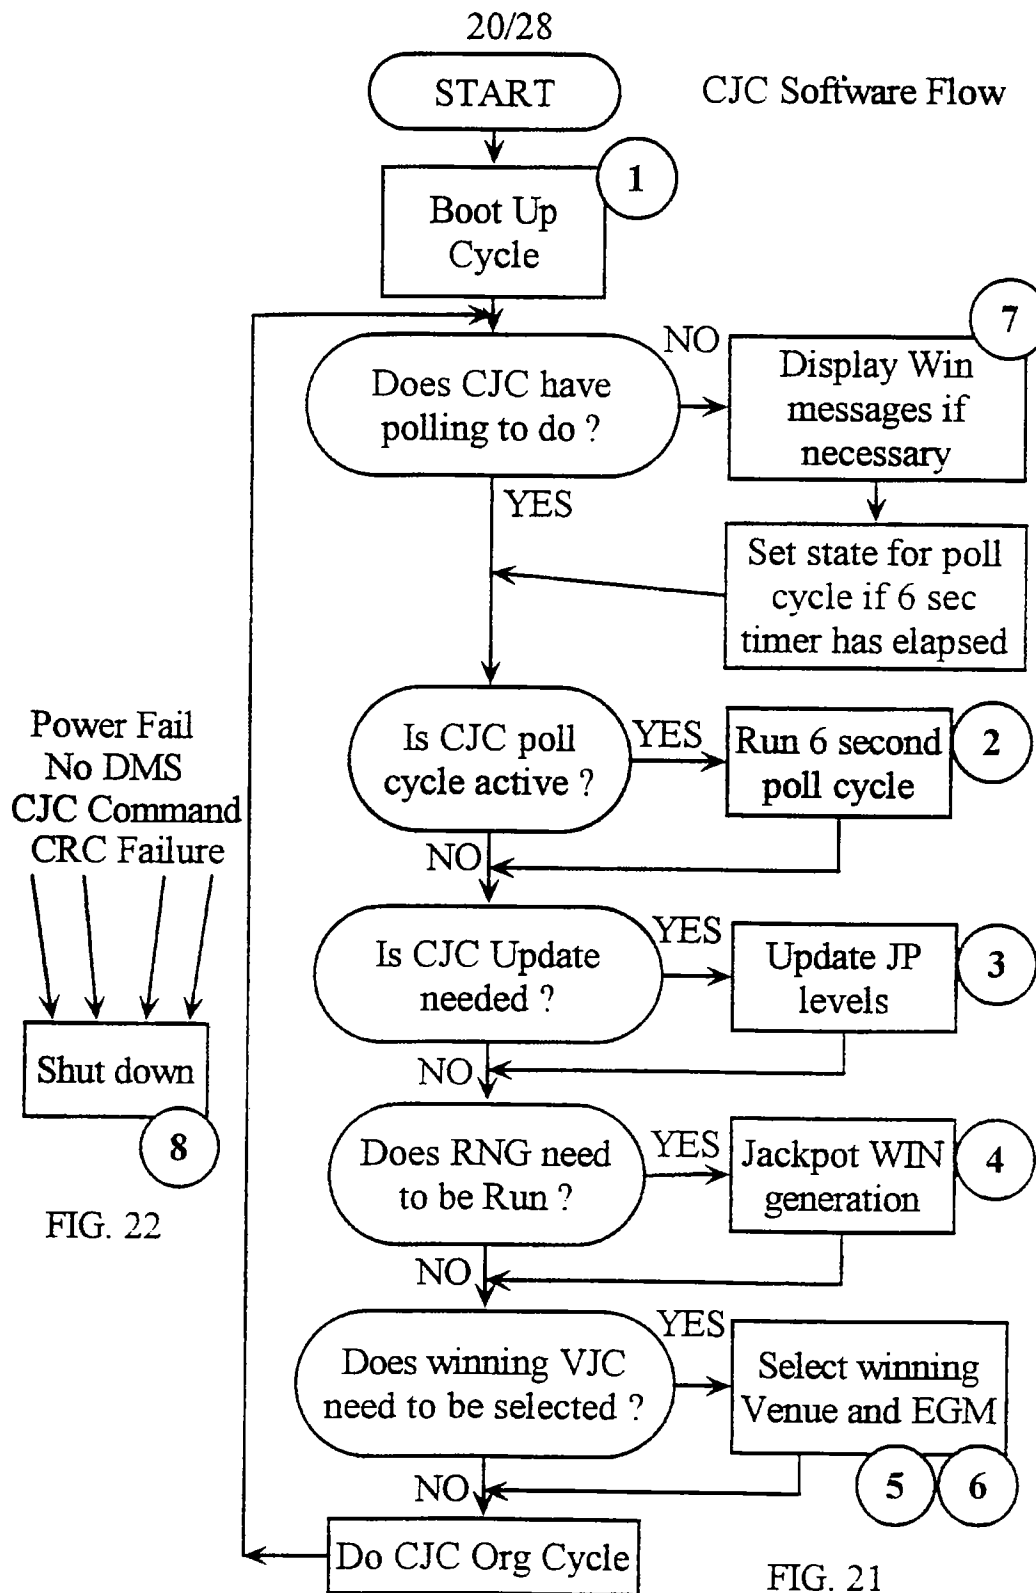 20/28
START
CJC Software Flow
1
Boot Up
Cycle
7
NO
Does CJC have
polling to do ?
Display Win
messages if
necessary
YES
Set state for poll
cycle if 6 sec
timer has elapsed
Power Fail
No DMS
CJC Command
CRC Failure
Is CJC poll
cycle active ?
YES
Run 6 second
poll cycle
2
NO
Is CJC Update
needed ?
YES
Update JP
levels
3
NO
Shut down
8
FIG. 22
Does RNG need
to be Run ?
YES
Jackpot WIN
generation
4
NO
Does winning VJC
need to be selected ?
YES
Select winning
Venue and EGM
5
6
NO
Do CJC Org Cycle
FIG. 21